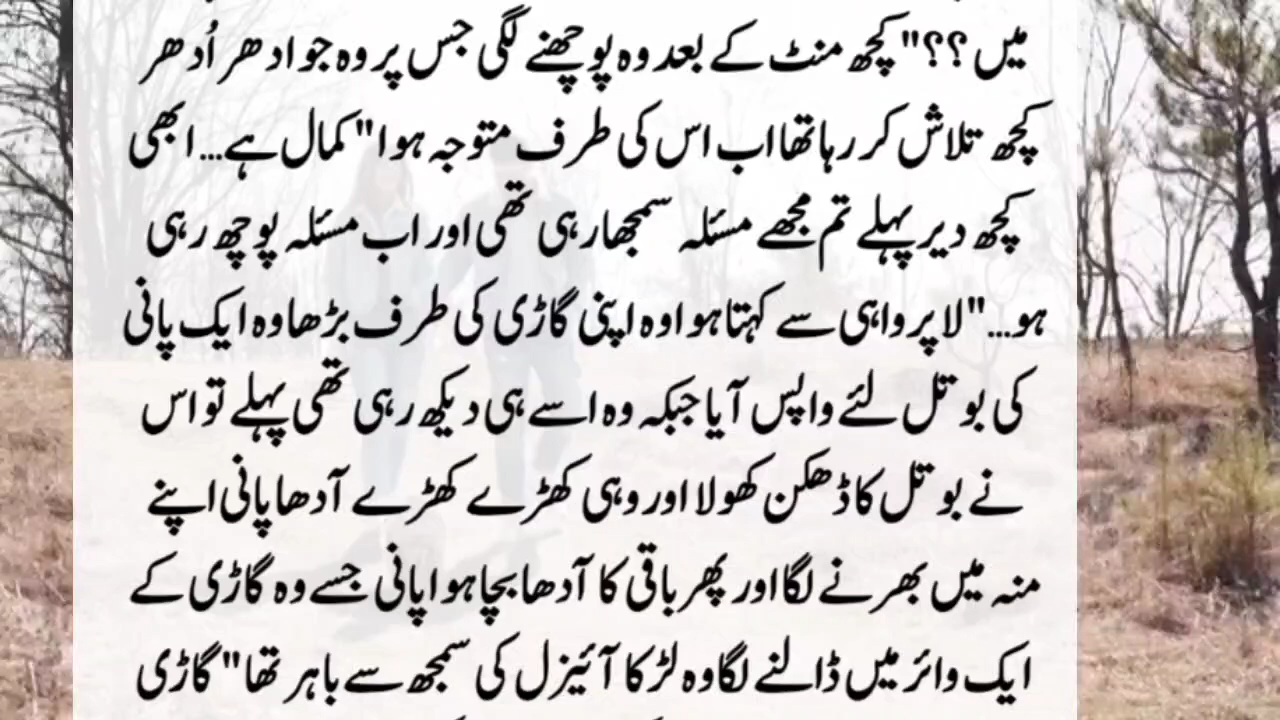 میں ؟؟" کچھ منٹ کے بعد وہ پوچھنے لگی جس پر وہ جو ادھر اُدھر
کچھ تلاش کر رہا تھا اب اس کی طرف متوجہ ہوا" کمال ہے... ابھی
کچھ دیر پہلے تم مجھے مسئلہ سمجھا رہی تھی اور اب مسئلہ پوچھ رہی
ہو..." لا پرواہی سے کہتا ہوا وہ اپنی گاڑی کی طرف بڑھا وہ ایک پانی
کی بوتل لئے واپس آیا جبکہ وہ اسے ہی دیکھ رہی تھی پہلے تو اس
نے بوتل کا ڈھکن کھولا اور وہی کھڑے کھڑے آدھا پانی اپنے
منہ میں بھرنے لگا اور پھر باقی کا آدھا بچا ہوا پانی جسے وہ گاڑی کے
ایک وائر میں ڈالنے لگا وہ لڑکا آئیزل کی سمجھ سے باہر تھا" گاڑی